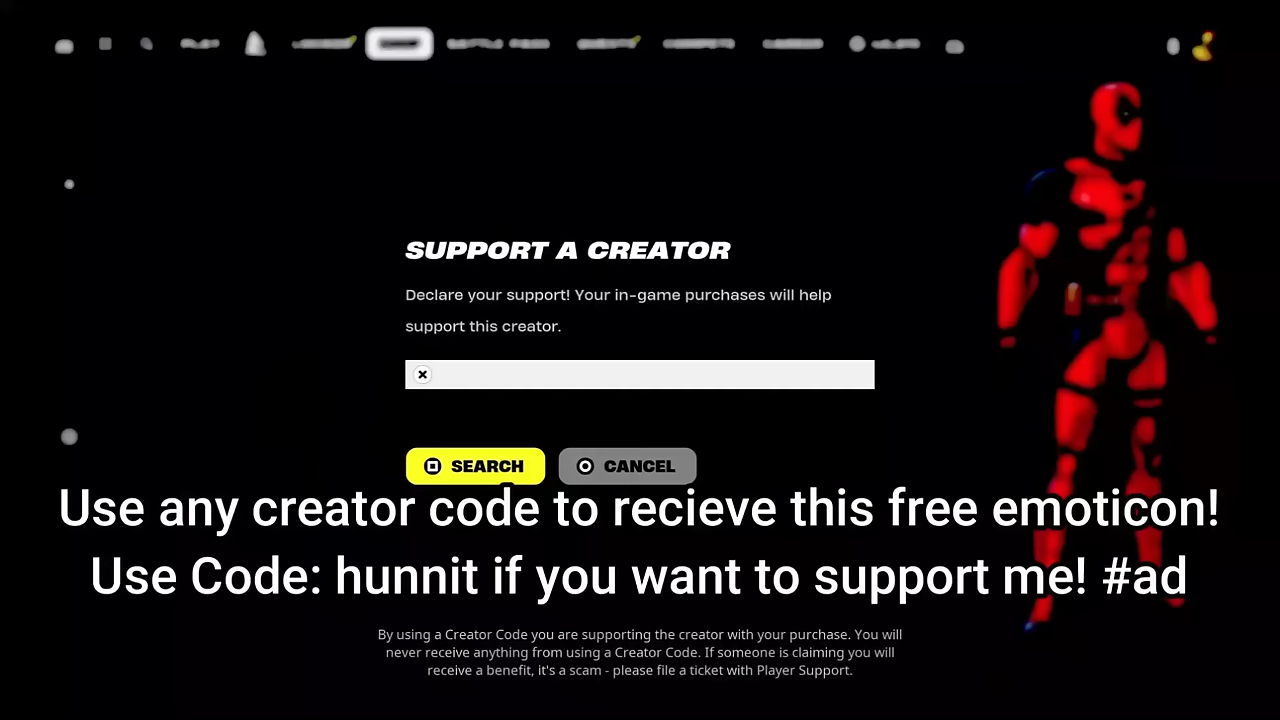 SUPPORT A CREATOR
Declare your support! Your in-game purchases will help
support this creator.
SEARCH CANCEL
Use any creator code to recieve this free emoticon!
Use Code: hunnit if you want to support me! #ad
By using a Creator Code you are supporting the creator with your purchase. You will
never receive anything from using a Creator Code. If someone is claiming you will
receive a benefit, it's a scam - please file a ticket with Player Support.